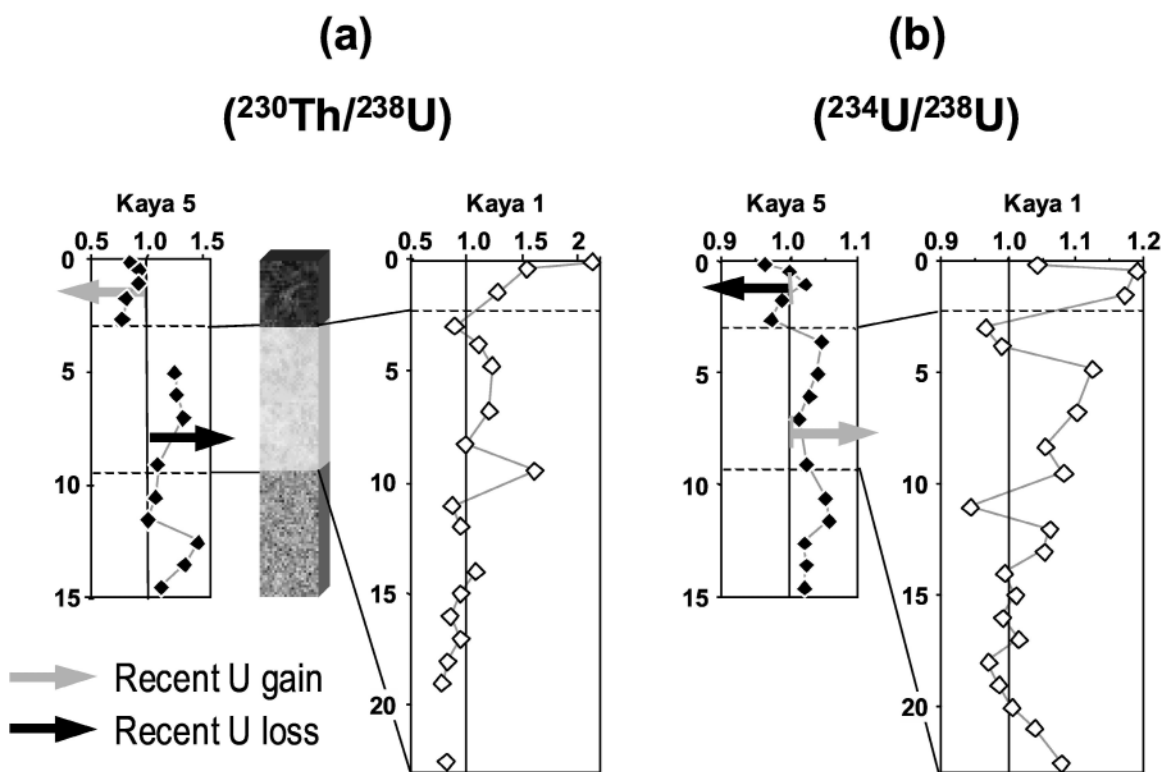 (a) (b)
(²³⁰Th/²³⁸U) (²³⁴U/²³⁸U)
Kaya 5 Kaya 1 Kaya 5 Kaya 1
0.5 1.0 1.5 0.5 1.0 1.5 2 0.9 1.0 1.1 0.9 1.0 1.1 1.2
0 0 0 0
5 5 5 5
10 10 10 10
15 15 15 15
20 20
Recent U gain
Recent U loss